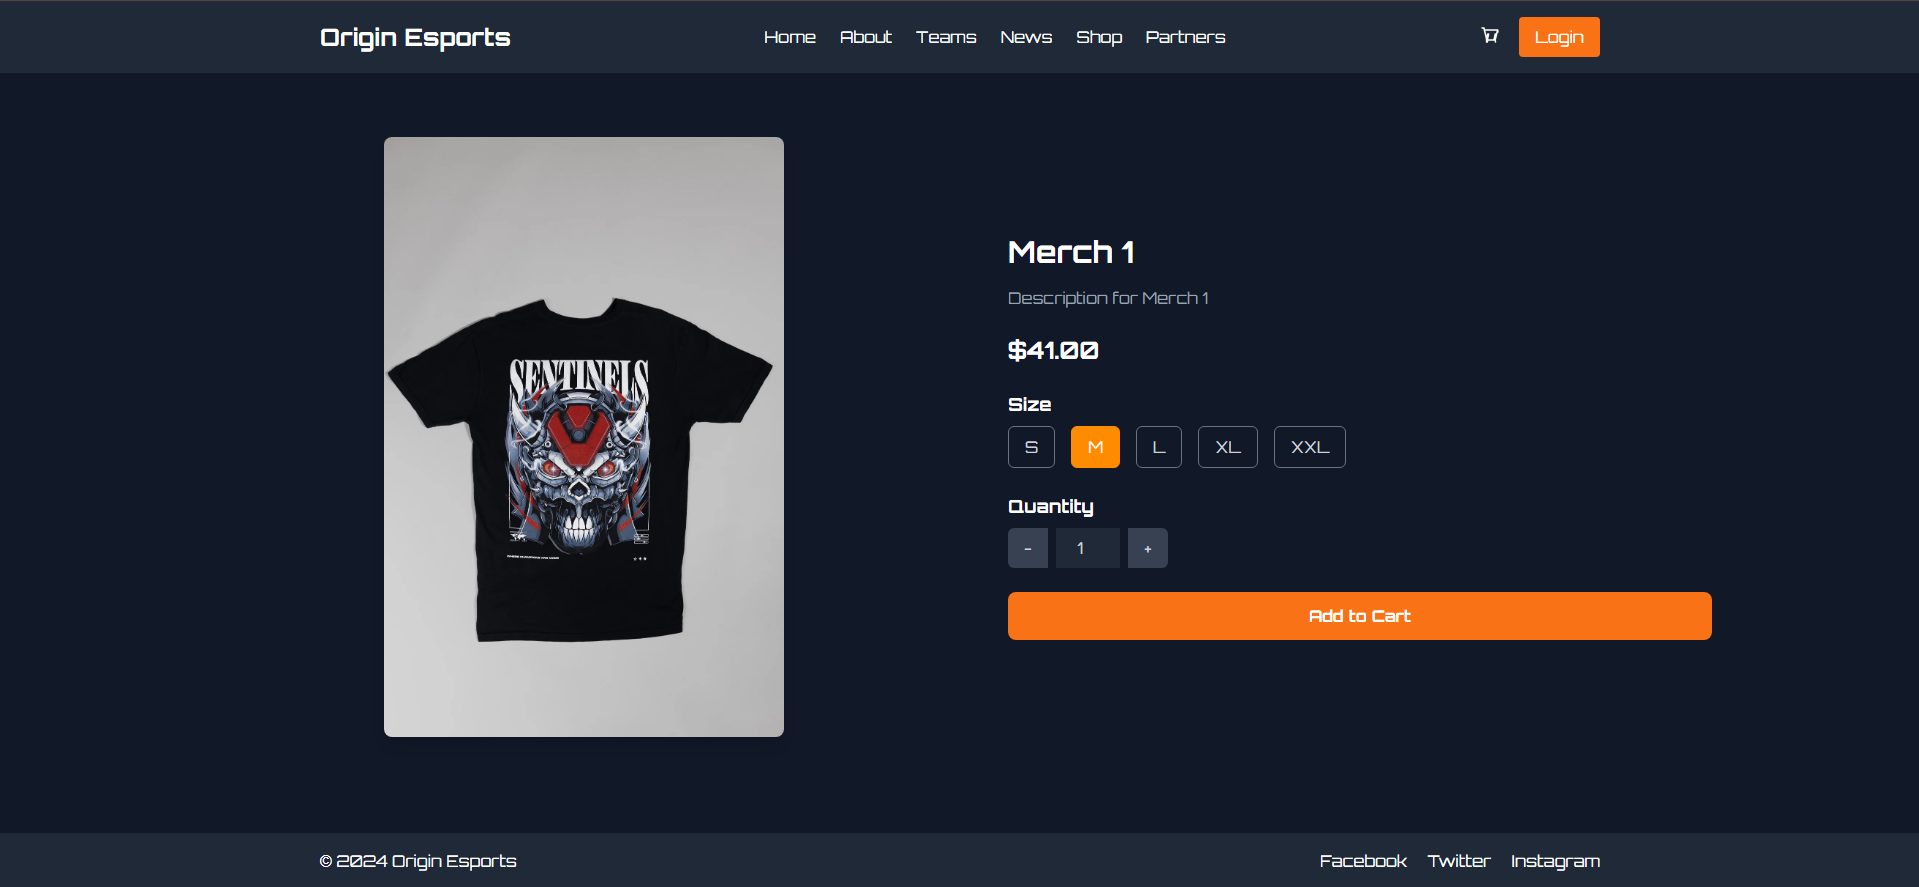 Origin Esports
Home About Teams News Shop Partners
Login
SENTINELS
Merch 1
Description for Merch 1
$41.00
Size
S M L XL XXL
Quantity
- 1 +
Add to Cart
© 2024 Origin Esports
Facebook Twitter Instagram